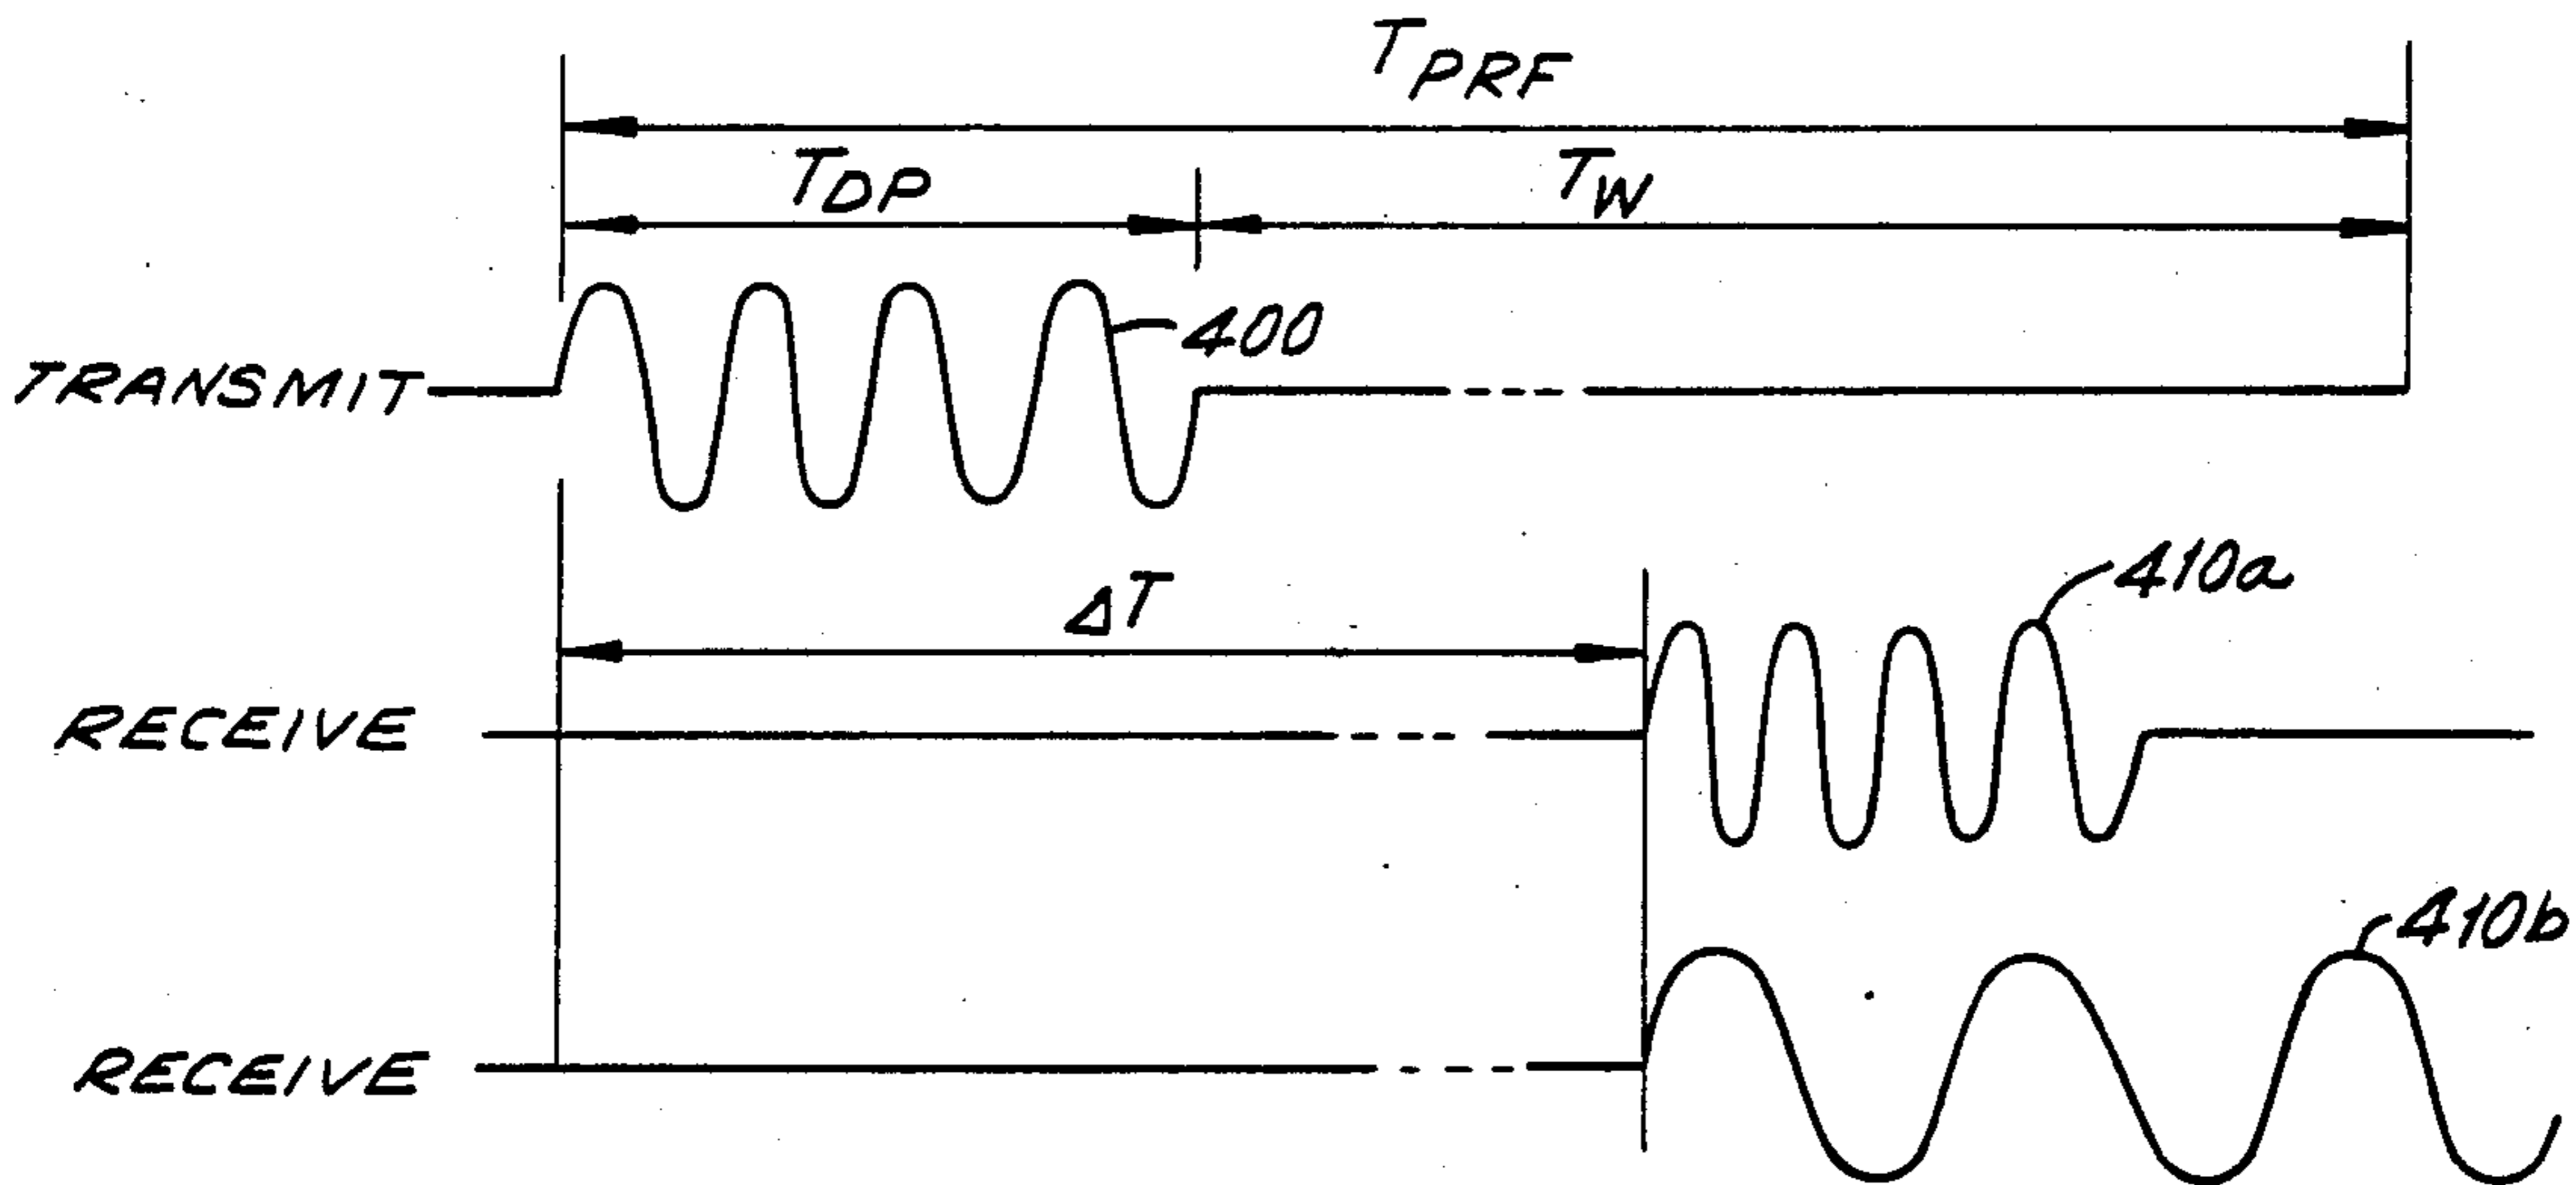 TPRF
TDP
TW
400
TRANSMIT
410a
ΔT
RECEIVE
410b
RECEIVE